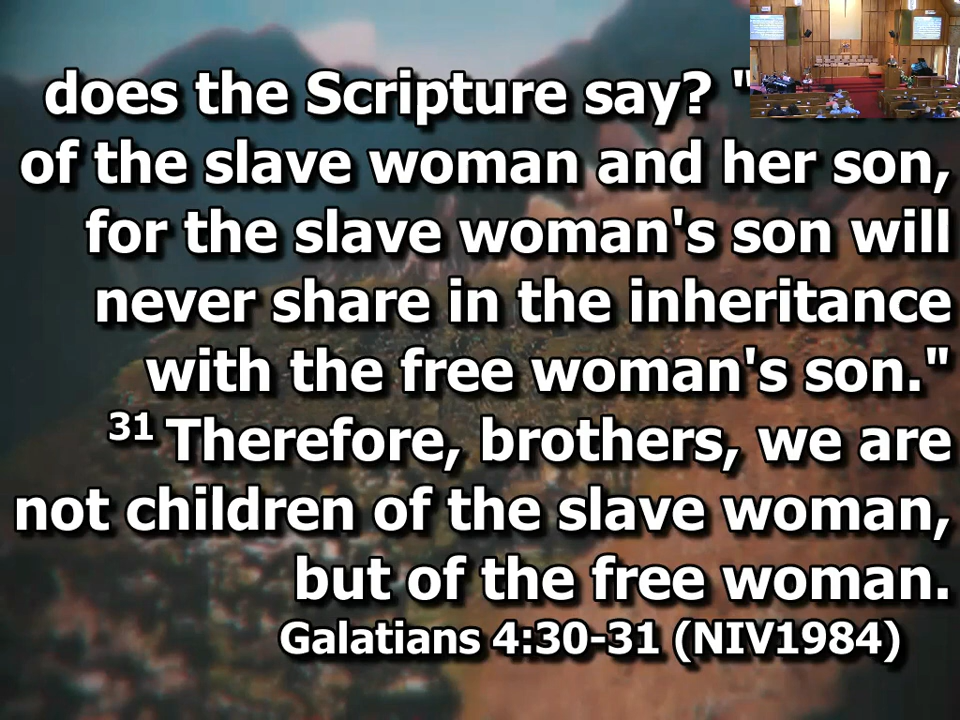 does the Scripture say? "
of the slave woman and her son,
for the slave woman's son will
never share in the inheritance
with the free woman's son."
31 Therefore, brothers, we are
not children of the slave woman,
but of the free woman.
Galatians 4:30-31 (NIV1984)